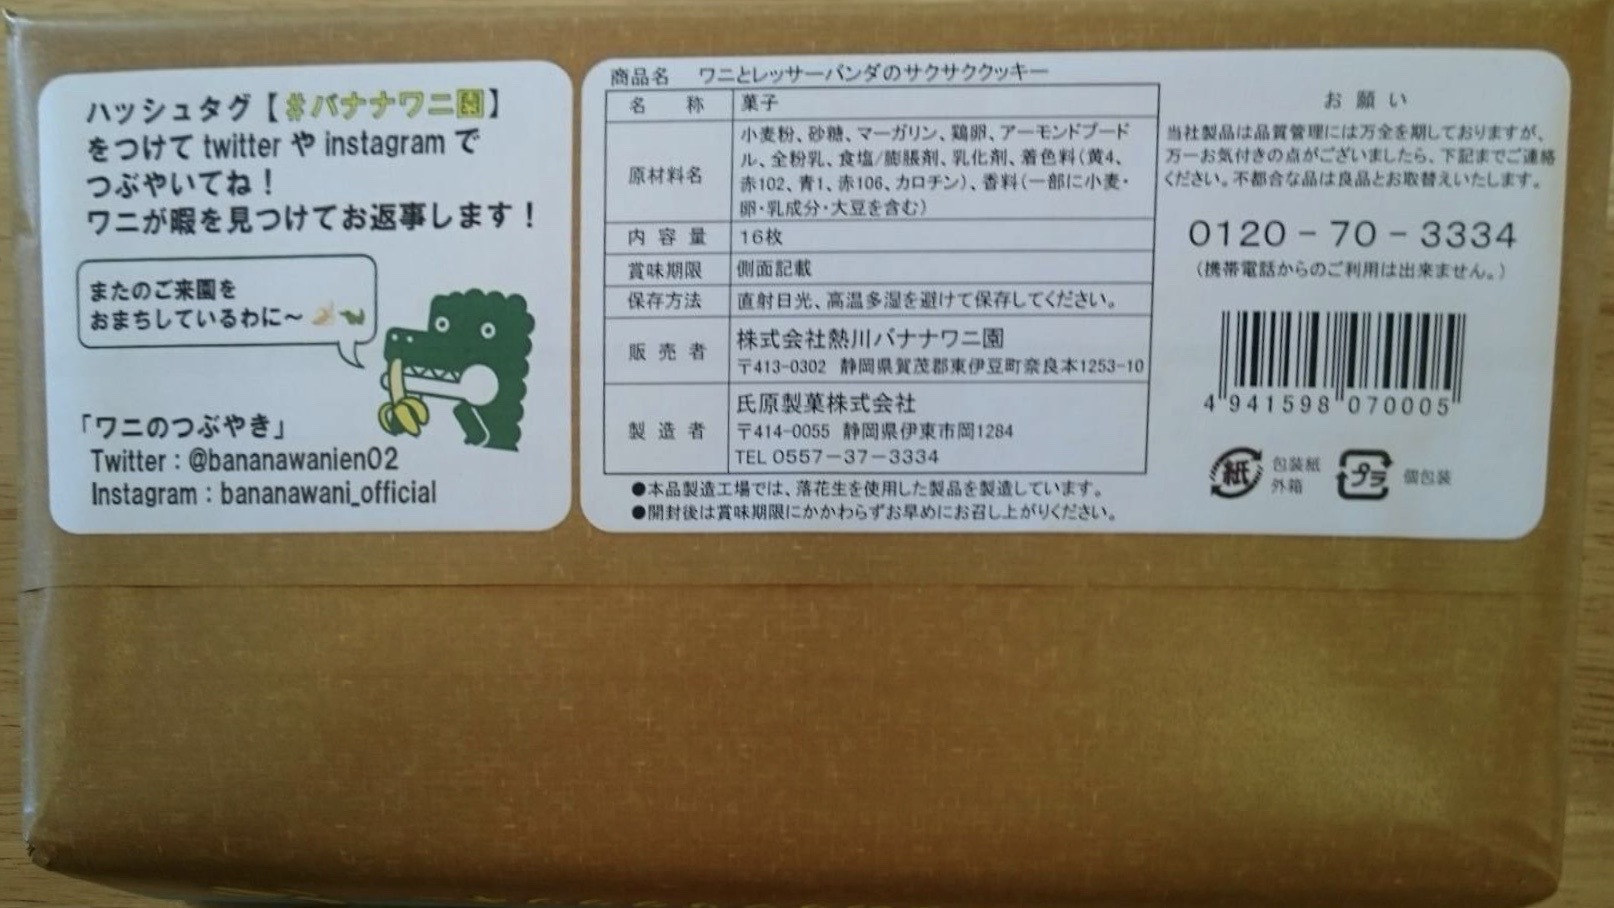 ハッシュタグ【#バナナワニ園】
をつけて twitter や instagram で
つぶやいてね！
ワニが暇を見つけてお返事します！
またのご来園を
おまちしているわに〜
「ワニのつぶやき」
Twitter : @bananawanien02
Instagram : bananawani_official
商品名 ワニとレッサーパンダのサクサククッキー
名称 菓子
原材料名 小麦粉、砂糖、マーガリン、鶏卵、アーモンドプード
ル、全粉乳、食塩/膨脹剤、乳化剤、着色料(黄4、
赤102、青1、赤106、カロチン)、香料(一部に小麦・
卵・乳成分・大豆を含む)
内容量 16枚
賞味期限 側面記載
保存方法 直射日光、高温多湿を避けて保存してください。
販売者 株式会社熱川バナナワニ園
〒413-0302 静岡県賀茂郡東伊豆町奈良本1253-10
製造者 氏原製菓株式会社
〒414-0055 静岡県伊東市岡1284
TEL 0557-37-3334
●本品製造工場では、落花生を使用した製品を製造しています。
●開封後は賞味期限にかかわらずお早めにお召し上がりください。
お願い
当社製品は品質管理には万全を期しておりますが、
万一お気付きの点がございましたら、下記までご連絡
ください。不都合な品は良品とお取替えいたします。
0120-70-3334
(携帯電話からのご利用は出来ません。)
4 941598 070005
紙 包装紙
外箱
プラ 個包装